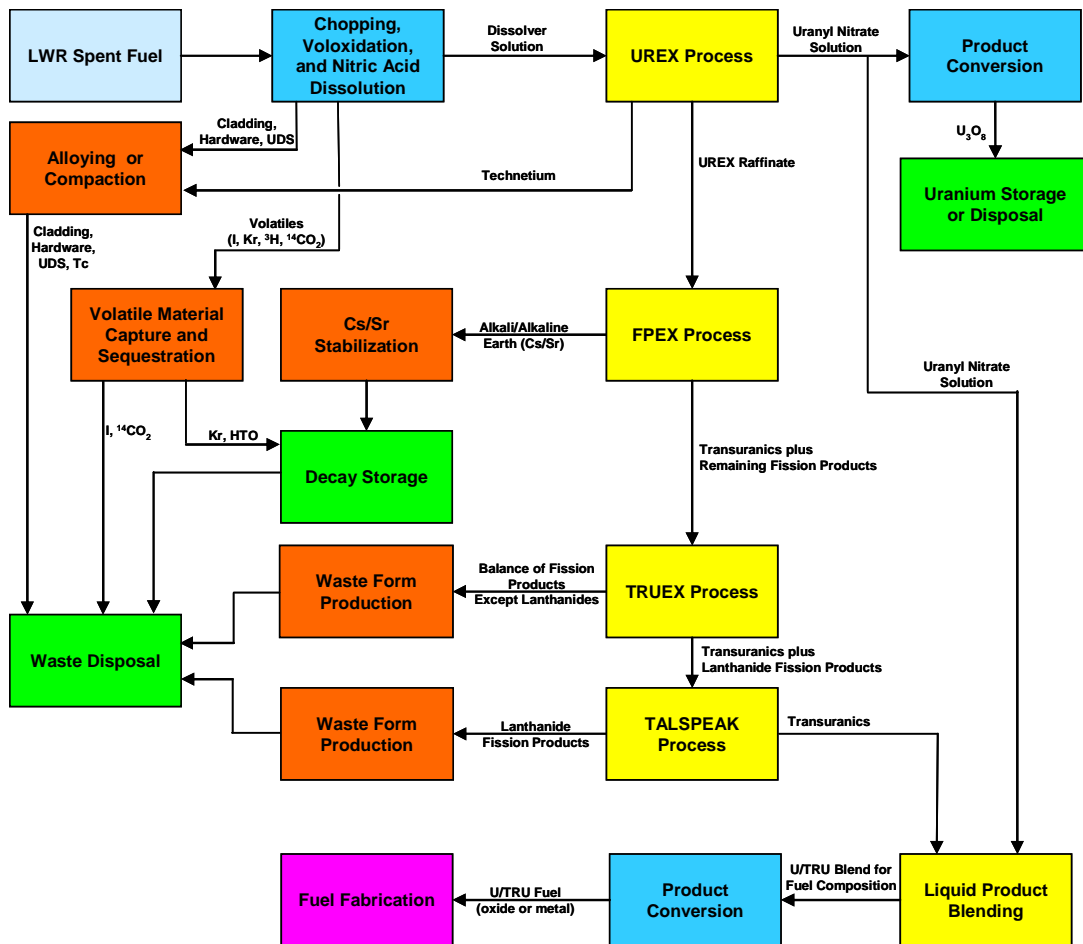 LWR Spent Fuel
Chopping,
Voloxidation,
and Nitric Acid
Dissolution
Dissolver
Solution
UREX Process
Uranyl Nitrate
Solution
Product
Conversion
Cladding,
Hardware, UDS
Alloying or
Compaction
Technetium
UREX Raffinate
U₃O₈
Uranium Storage
or Disposal
Cladding,
Hardware,
UDS, Tc
Volatiles
(I, Kr, ³H, ¹⁴CO₂)
Volatile Material
Capture and
Sequestration
Cs/Sr
Stabilization
Alkali/Alkaline
Earth (Cs/Sr)
FPEX Process
Uranyl Nitrate
Solution
I, ¹⁴CO₂
Kr, HTO
Decay Storage
Transuranics plus
Remaining Fission Products
Waste Form
Production
Balance of Fission
Products
Except Lanthanides
TRUEX Process
Waste Disposal
Transuranics plus
Lanthanide Fission Products
Waste Form
Production
Lanthanide
Fission Products
TALSPEAK
Process
Transuranics
Fuel Fabrication
U/TRU Fuel
(oxide or metal)
Product
Conversion
U/TRU Blend for
Fuel Composition
Liquid Product
Blending